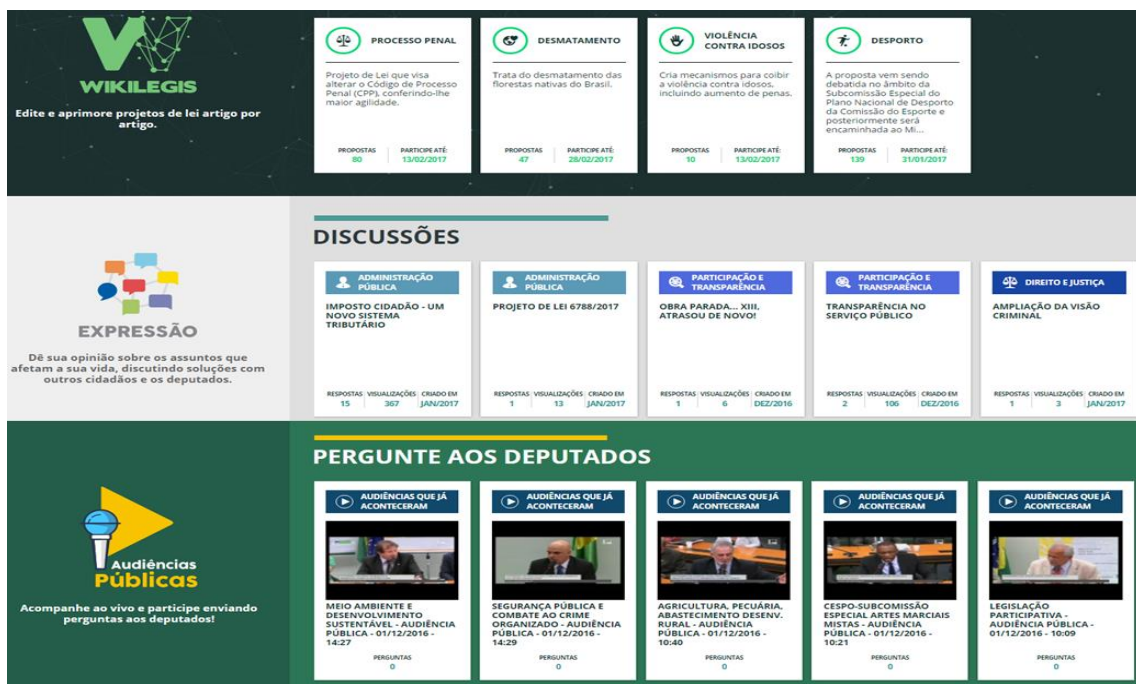 WIKILEGIS
Edite e aprimore projetos de lei artigo por
artigo.
PROCESSO PENAL
Projeto de Lei que visa
alterar o Código de Processo
Penal (CPP), conferindo-lhe
maior agilidade.
PROPOSTAS
80
PARTICIPE ATÉ:
13/02/2017
DESMATAMENTO
Trata do desmatamento das
florestas nativas do Brasil.
PROPOSTAS
47
PARTICIPE ATÉ:
28/02/2017
VIOLÊNCIA
CONTRA IDOSOS
Cria mecanismos para coibir
a violência contra idosos,
incluindo aumento de penas.
PROPOSTAS
10
PARTICIPE ATÉ:
13/02/2017
DESPORTO
A proposta vem sendo
debatida no âmbito da
Subcomissão Especial do
Plano Nacional de Desporto
da Comissão do Esporte e
posteriormente será
encaminhada ao Mi...
PROPOSTAS
139
PARTICIPE ATÉ:
31/01/2017
EXPRESSÃO
Dê sua opinião sobre os assuntos que
afetam a sua vida, discutindo soluções com
outros cidadãos e os deputados.
DISCUSSÕES
ADMINISTRAÇÃO
PÚBLICA
IMPOSTO CIDADÃO - UM
NOVO SISTEMA
TRIBUTÁRIO
RESPOSTAS VISUALIZAÇÕES CRIADO EM
15 367 JAN/2017
ADMINISTRAÇÃO
PÚBLICA
PROJETO DE LEI 6788/2017
RESPOSTAS VISUALIZAÇÕES CRIADO EM
1 13 JAN/2017
PARTICIPAÇÃO E
TRANSPARÊNCIA
OBRA PARADA... XIII,
ATRASOU DE NOVO!
RESPOSTAS VISUALIZAÇÕES CRIADO EM
1 6 DEZ/2016
PARTICIPAÇÃO E
TRANSPARÊNCIA
TRANSPARÊNCIA NO
SERVIÇO PÚBLICO
RESPOSTAS VISUALIZAÇÕES CRIADO EM
2 106 DEZ/2016
DIREITO E JUSTIÇA
AMPLIAÇÃO DA VISÃO
CRIMINAL
RESPOSTAS VISUALIZAÇÕES CRIADO EM
1 3 JAN/2017
Audiências
Públicas
Acompanhe ao vivo e participe enviando
perguntas aos deputados!
PERGUNTE AOS DEPUTADOS
AUDIÊNCIAS QUE JÁ
ACONTECERAM
MEIO AMBIENTE E
DESENVOLVIMENTO
SUSTENTÁVEL - AUDIÊNCIA
PÚBLICA - 01/12/2016 -
14:27
PERGUNTAS
0
AUDIÊNCIAS QUE JÁ
ACONTECERAM
SEGURANÇA PÚBLICA E
COMBATE AO CRIME
ORGANIZADO - AUDIÊNCIA
PÚBLICA - 01/12/2016 -
14:29
PERGUNTAS
0
AUDIÊNCIAS QUE JÁ
ACONTECERAM
AGRICULTURA, PECUÁRIA,
ABASTECIMENTO DESENV.
RURAL - AUDIÊNCIA
PÚBLICA - 01/12/2016 -
10:40
PERGUNTAS
0
AUDIÊNCIAS QUE JÁ
ACONTECERAM
CESPO-SUBCOMISSÃO
ESPECIAL ARTES MARCIAIS
MISTAS - AUDIÊNCIA
PÚBLICA - 01/12/2016 -
10:21
PERGUNTAS
0
AUDIÊNCIAS QUE JÁ
ACONTECERAM
LEGISLAÇÃO
PARTICIPATIVA -
AUDIÊNCIA PÚBLICA -
01/12/2016 - 10:09
PERGUNTAS
0